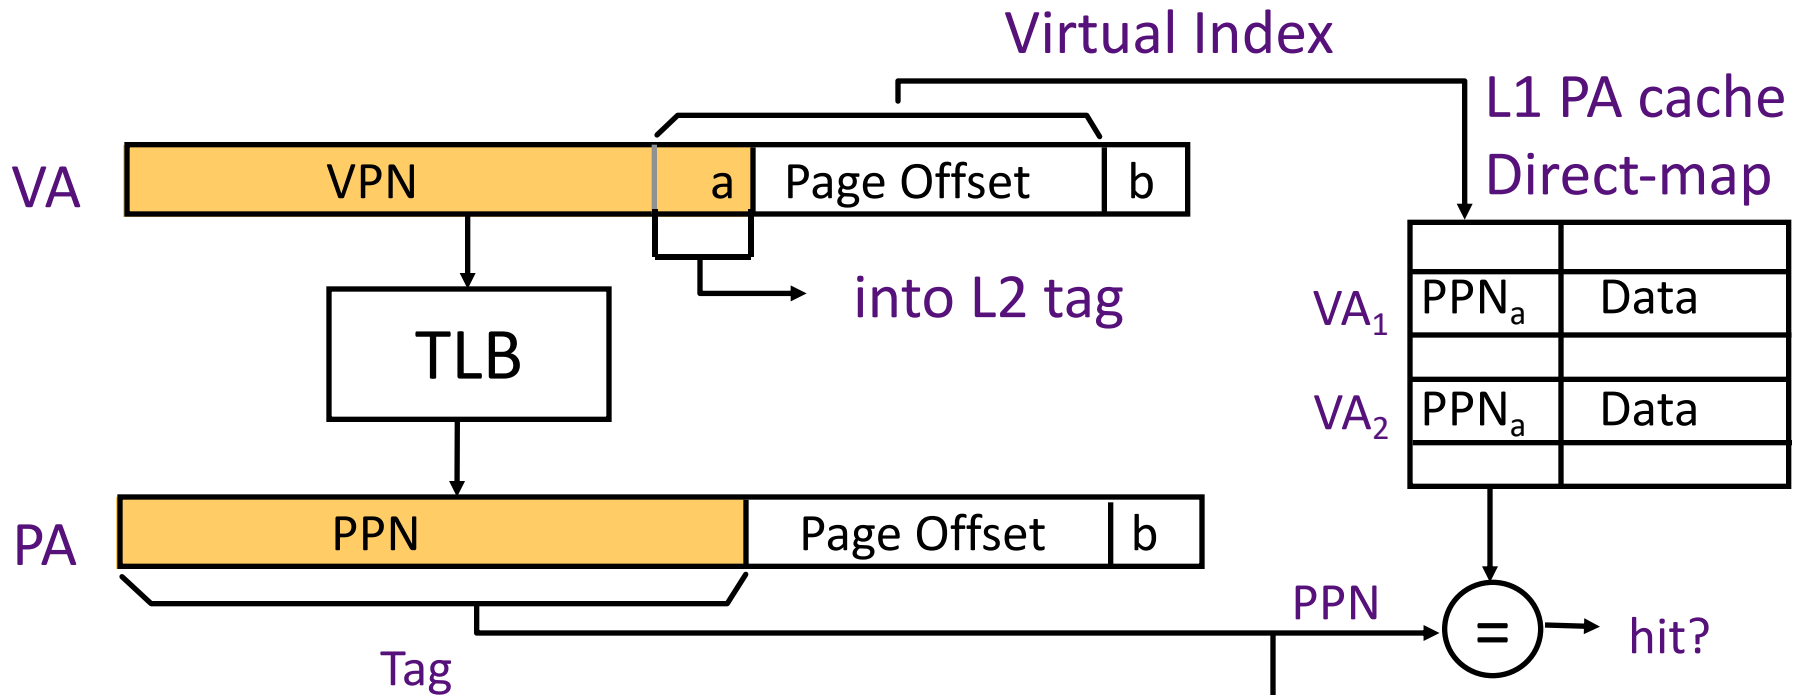 Virtual Index
L1 PA cache
Direct-map
VA
VPN
a
Page Offset
b
into L2 tag
TLB
VA1
PPNa
Data
VA2
PPNa
Data
PA
PPN
Page Offset
b
PPN
=
hit?
Tag